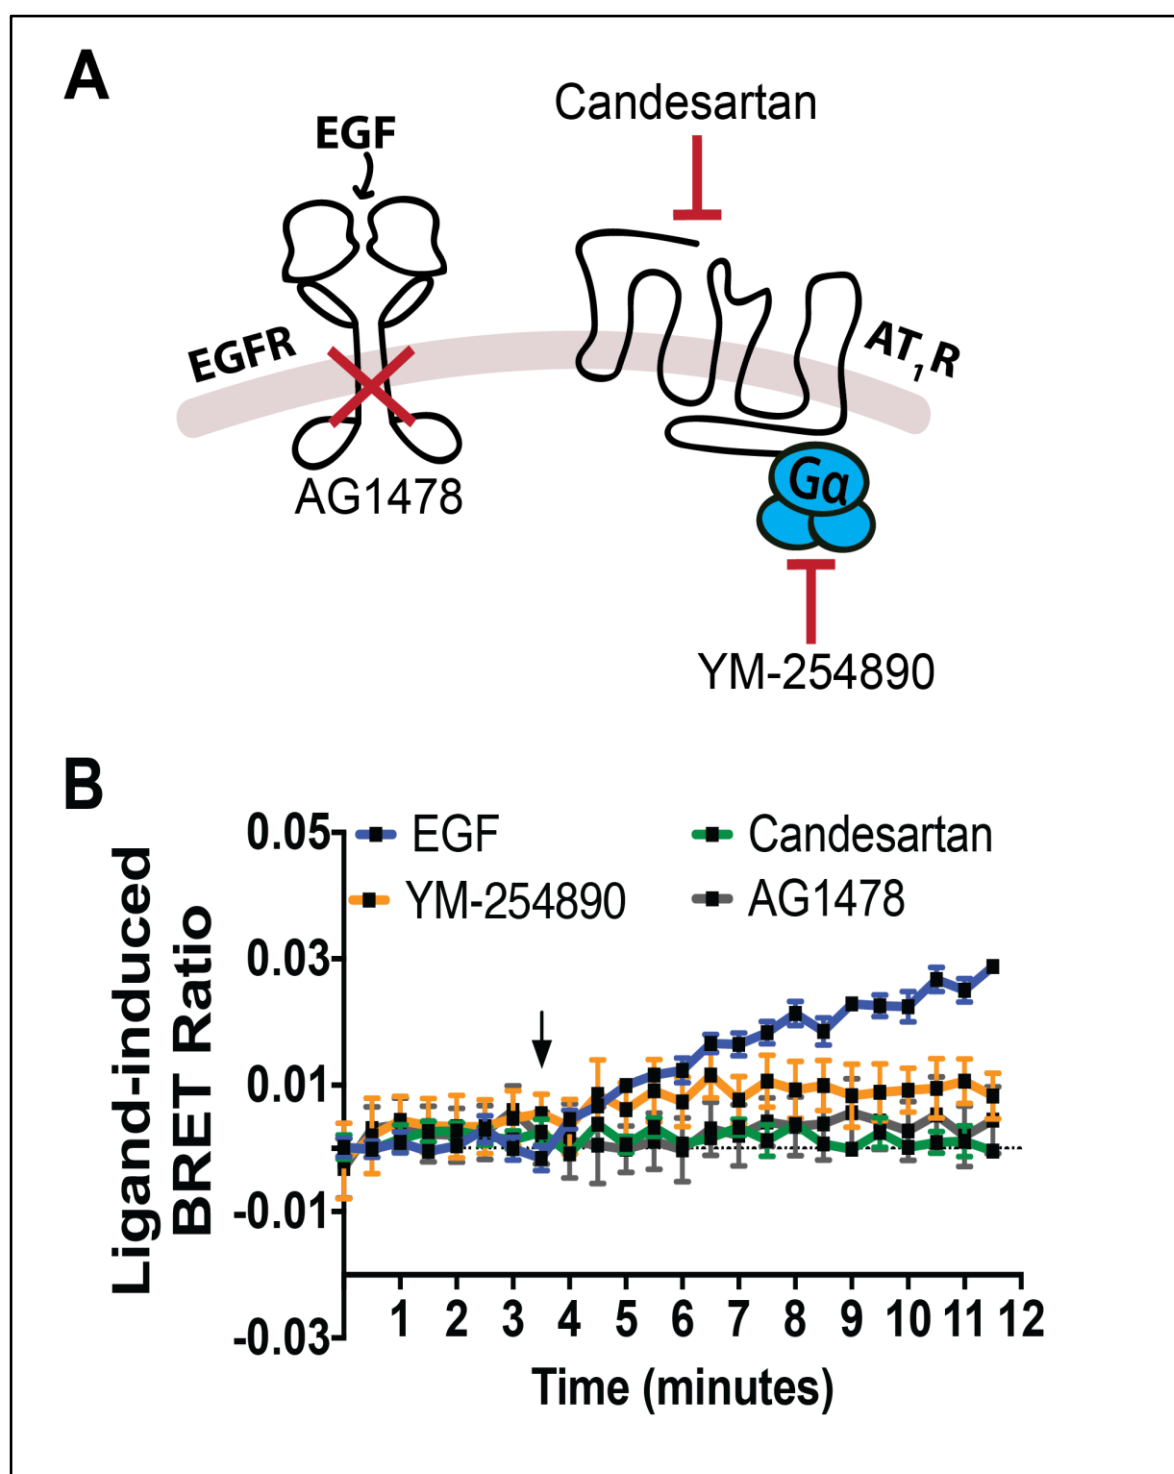 A
Candesartan
EGF
EGFR
AT1R
AG1478
Gα
YM-254890
B
EGF
Candesartan
YM-254890
AG1478
Ligand-induced
BRET Ratio
0.05
0.03
0.01
-0.01
-0.03
1 2 3 4 5 6 7 8 9 10 11 12
Time (minutes)